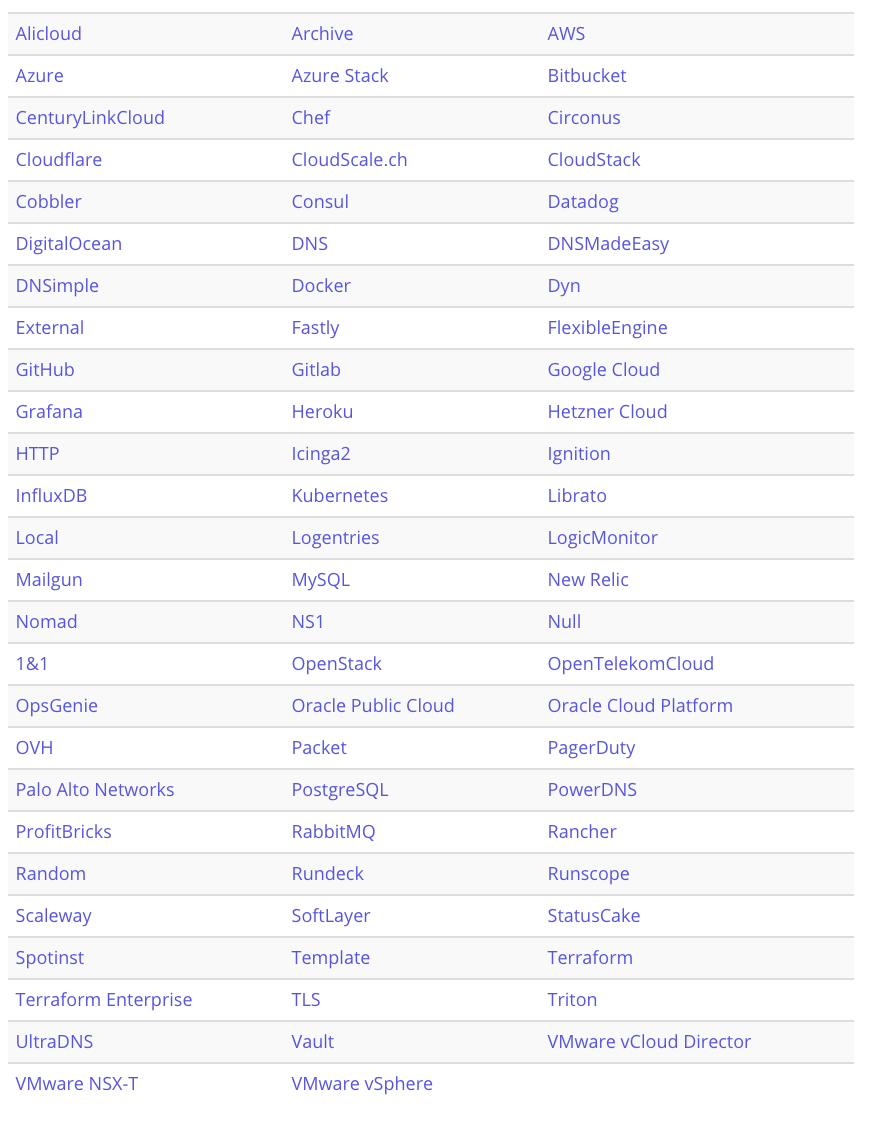 Alicloud Archive AWS
Azure Azure Stack Bitbucket
CenturyLinkCloud Chef Circonus
Cloudflare CloudScale.ch CloudStack
Cobbler Consul Datadog
DigitalOcean DNS DNSMadeEasy
DNSimple Docker Dyn
External Fastly FlexibleEngine
GitHub Gitlab Google Cloud
Grafana Heroku Hetzner Cloud
HTTP Icinga2 Ignition
InfluxDB Kubernetes Librato
Local Logentries LogicMonitor
Mailgun MySQL New Relic
Nomad NS1 Null
1&1 OpenStack OpenTelekomCloud
OpsGenie Oracle Public Cloud Oracle Cloud Platform
OVH Packet PagerDuty
Palo Alto Networks PostgreSQL PowerDNS
ProfitBricks RabbitMQ Rancher
Random Rundeck Runscope
Scaleway SoftLayer StatusCake
Spotinst Template Terraform
Terraform Enterprise TLS Triton
UltraDNS Vault VMware vCloud Director
VMware NSX-T VMware vSphere